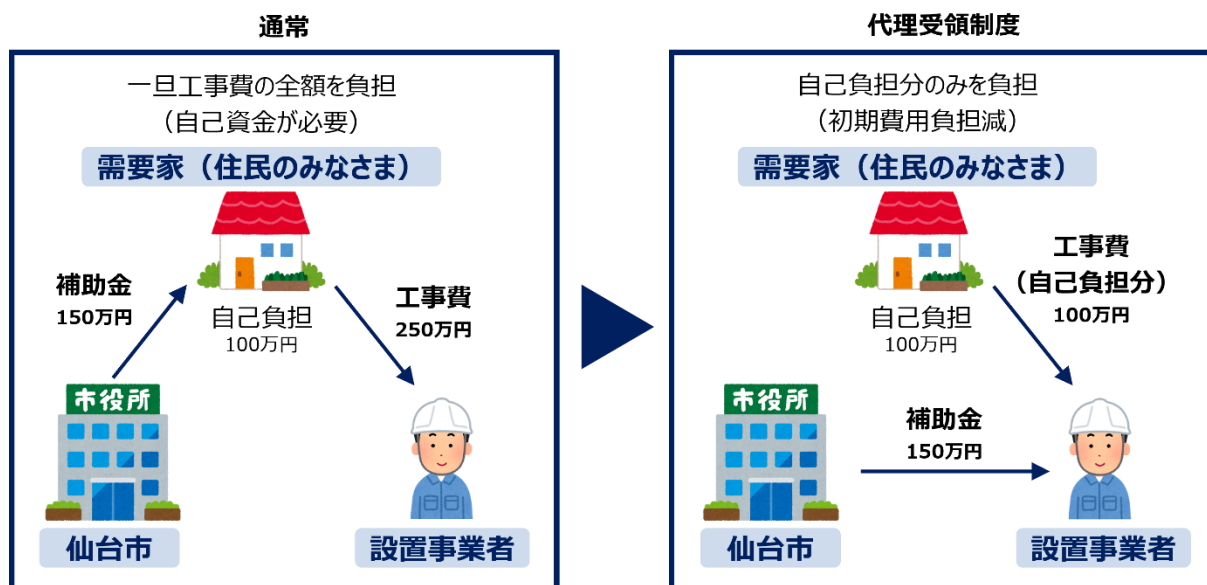 通常
一旦工事費の全額を負担
（自己資金が必要）
需要家（住民のみなさま）
補助金
150万円
工事費
250万円
自己負担
100万円
市役所
仙台市
設置事業者
代理受領制度
自己負担分のみを負担
（初期費用負担減）
需要家（住民のみなさま）
工事費
（自己負担分）
100万円
自己負担
100万円
市役所
補助金
150万円
仙台市
設置事業者